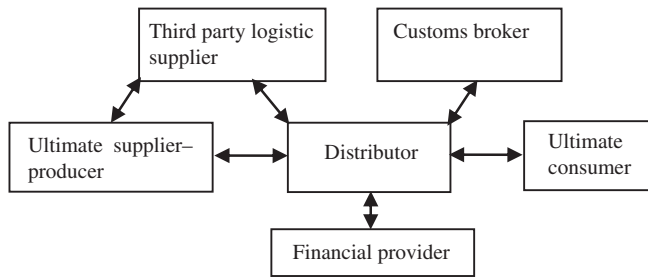 Third party logistic
supplier
Customs broker
Ultimate supplier–
producer
Distributor
Ultimate
consumer
Financial provider